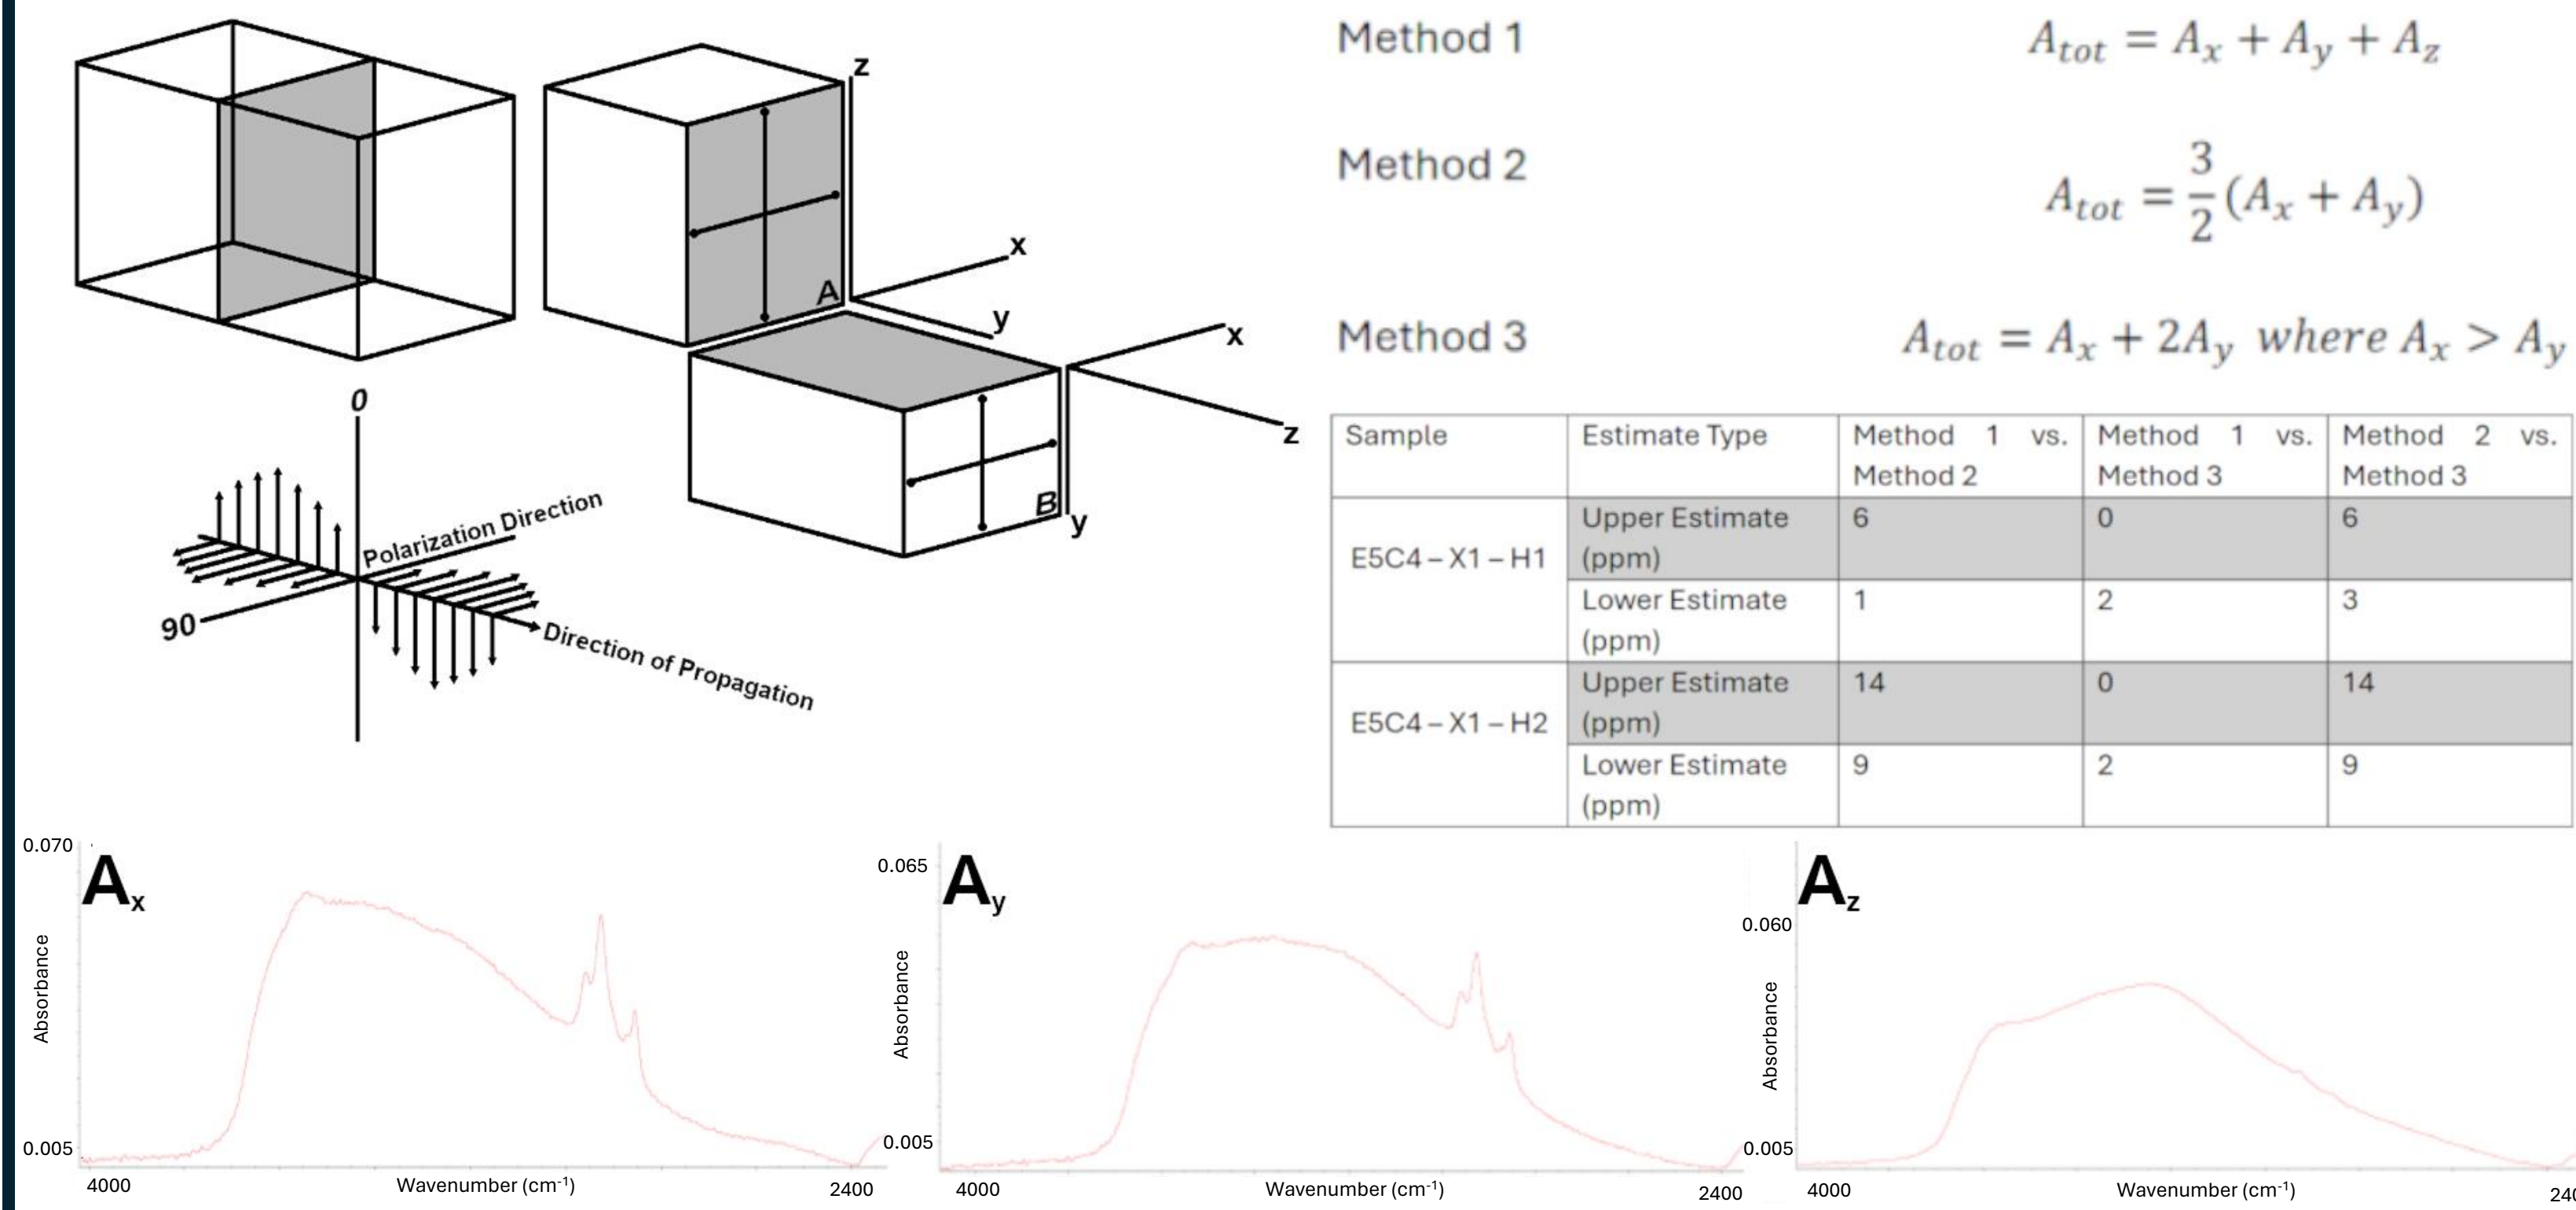 z
x
A
y
x
z
B
y
0
Polarization Direction
90
Direction of Propagation
Method 1
A_tot = A_x + A_y + A_z
Method 2
A_tot = 3/2 (A_x + A_y)
Method 3
A_tot = A_x + 2A_y where A_x > A_y
Sample Estimate Type Method 1 vs. Method 1 vs. Method 2 vs.
Method 2 Method 3 Method 3
E5C4 – X1 – H1
Upper Estimate 6 0 6
(ppm)
Lower Estimate 1 2 3
(ppm)
E5C4 – X1 – H2
Upper Estimate 14 0 14
(ppm)
Lower Estimate 9 2 9
(ppm)
0.070
A_x
Absorbance
0.005
4000 Wavenumber (cm⁻¹) 2400
0.065
A_y
Absorbance
0.005
4000 Wavenumber (cm⁻¹) 2400
A_z
0.060
Absorbance
0.005
4000 Wavenumber (cm⁻¹)